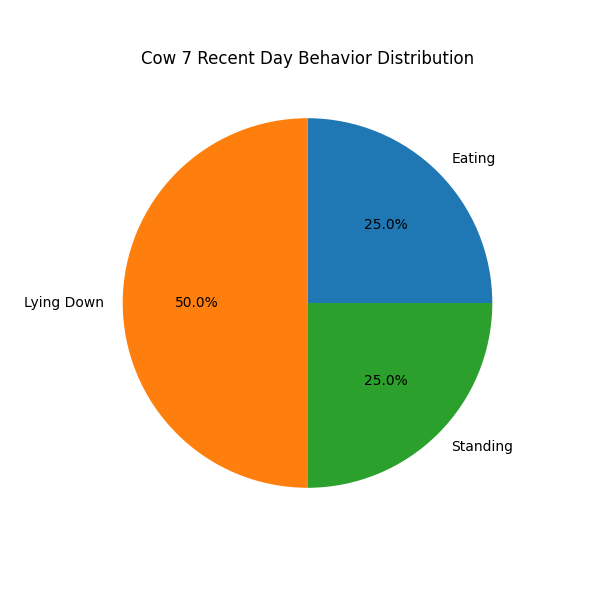 Cow 7 Recent Day Behavior Distribution
Eating
25.0%
Lying Down
50.0%
25.0%
Standing